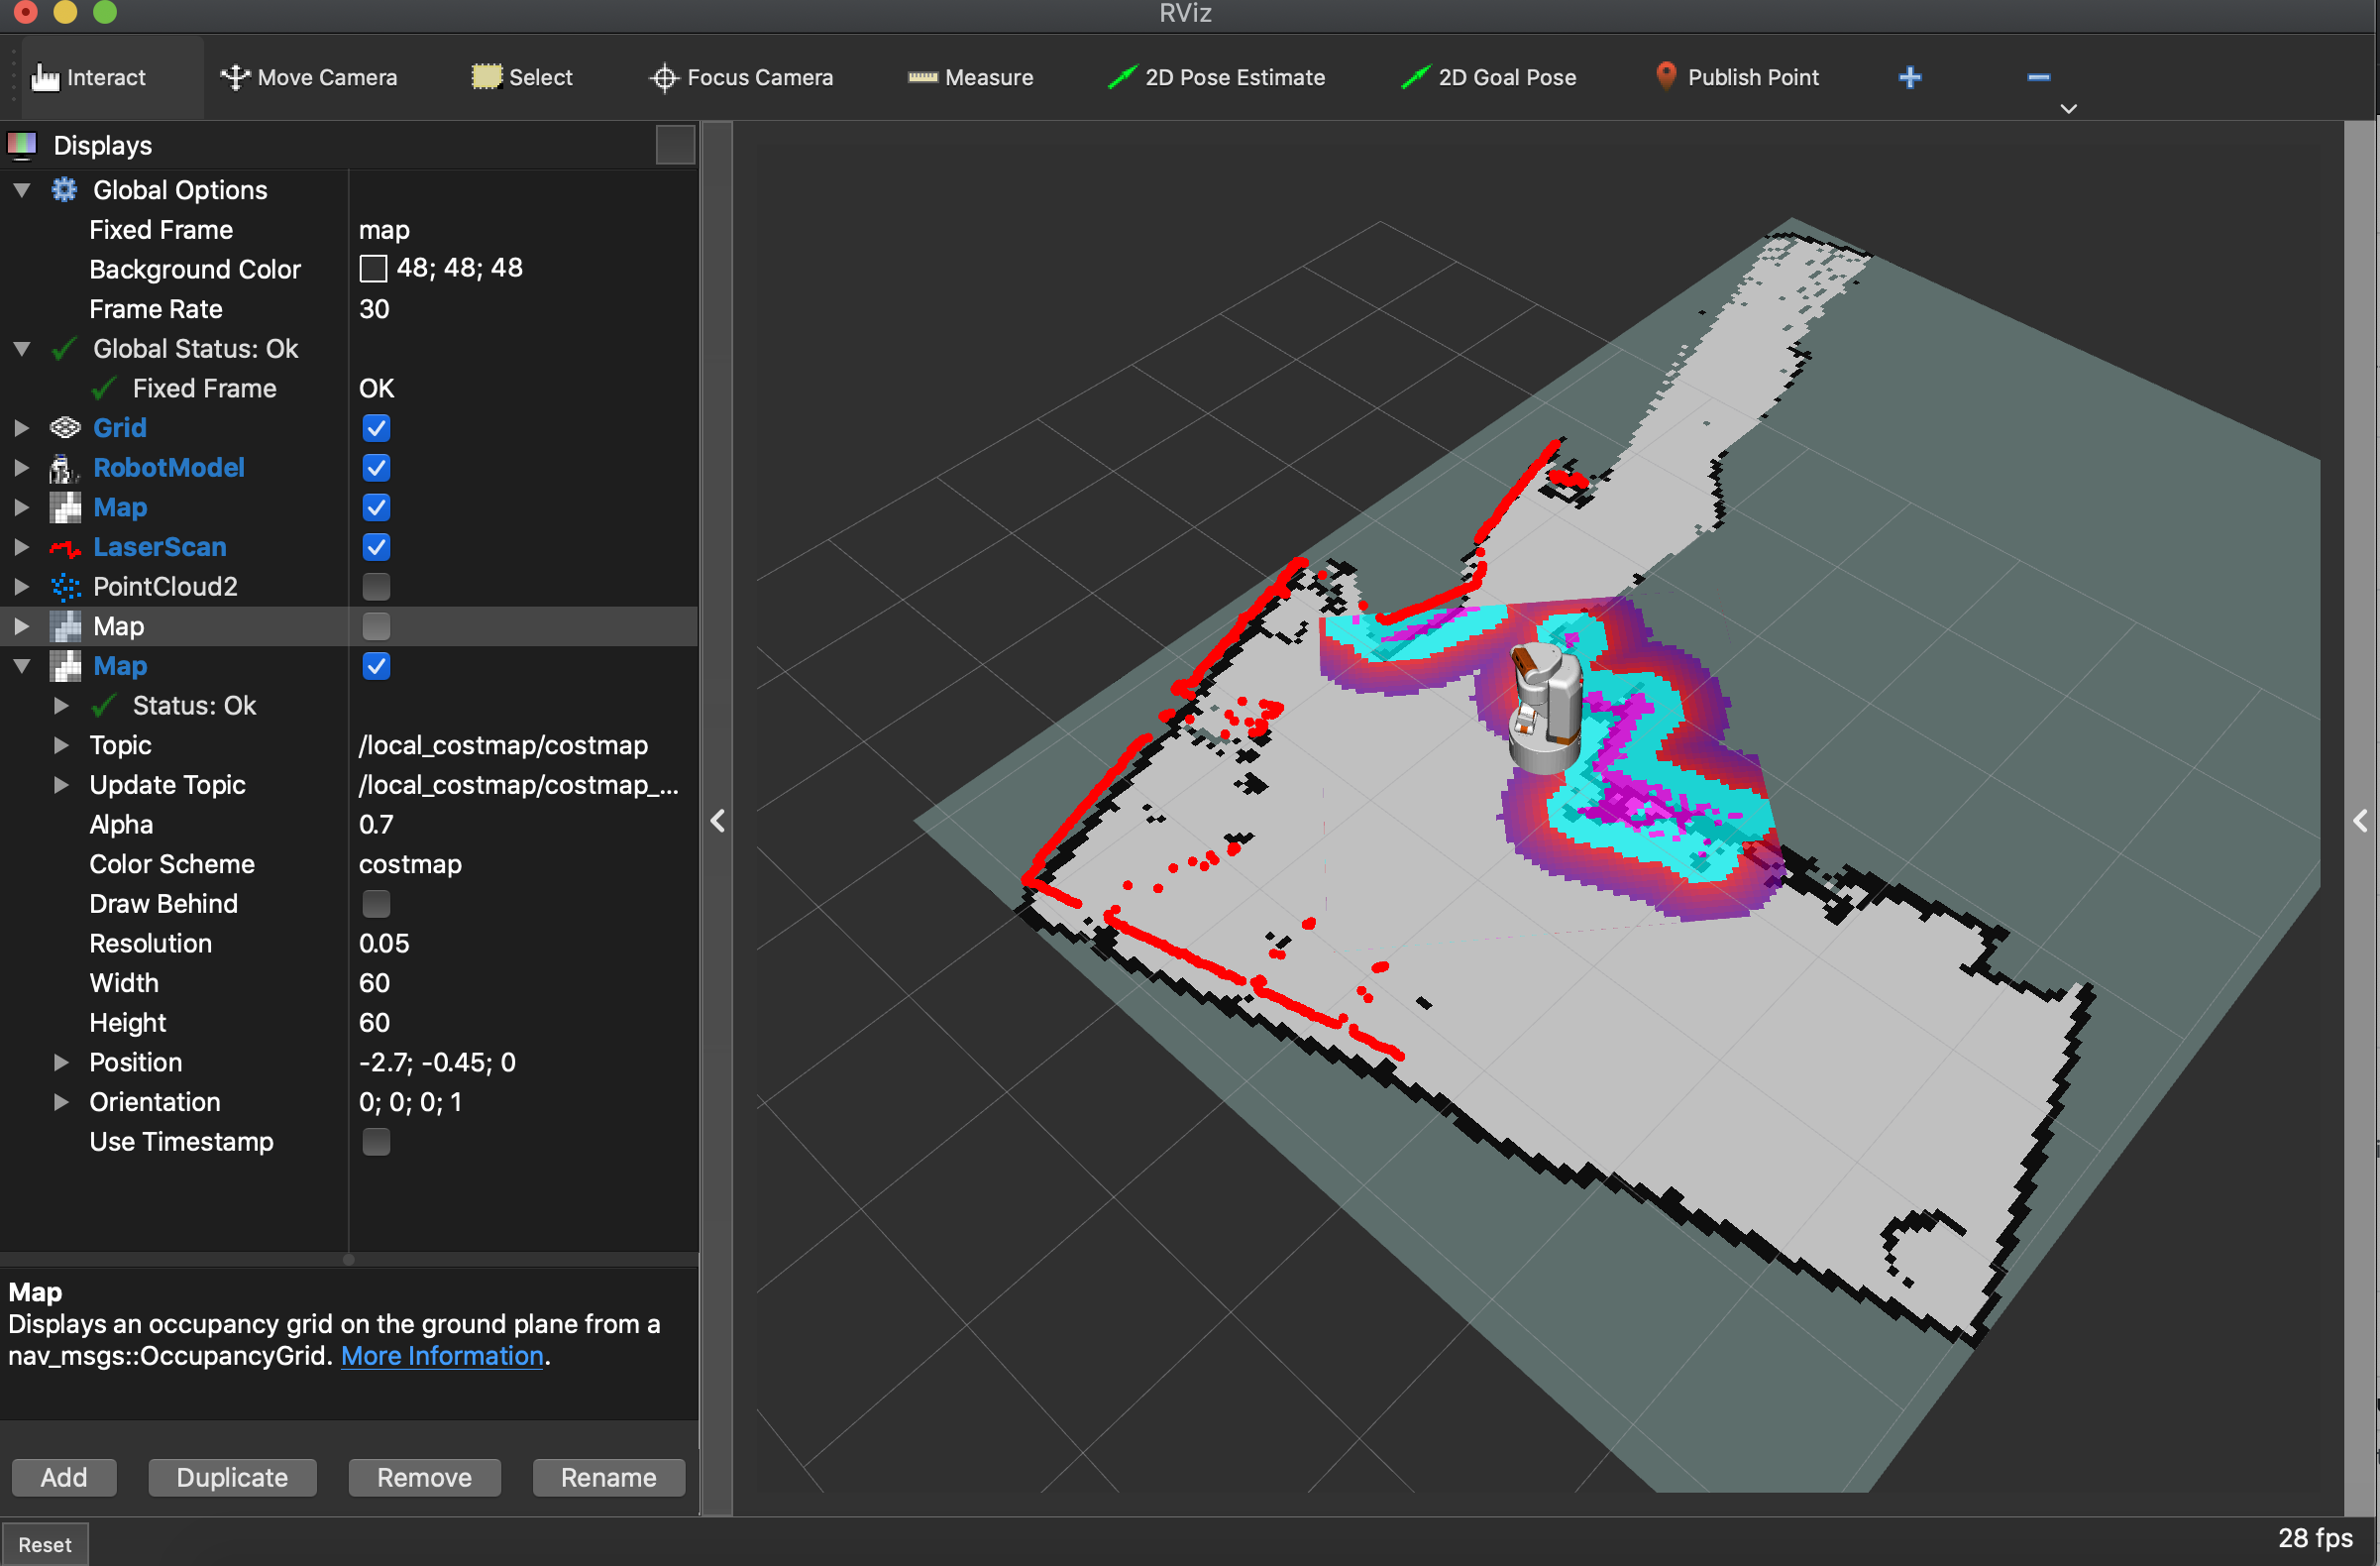 RViz
Interact Move Camera Select Focus Camera Measure 2D Pose Estimate 2D Goal Pose Publish Point
Displays
Global Options
Fixed Frame map
Background Color 48; 48; 48
Frame Rate 30
Global Status: Ok
Fixed Frame OK
Grid
RobotModel
Map
LaserScan
PointCloud2
Map
Map
Status: Ok
Topic /local_costmap/costmap
Update Topic /local_costmap/costmap_...
Alpha 0.7
Color Scheme costmap
Draw Behind
Resolution 0.05
Width 60
Height 60
Position -2.7; -0.45; 0
Orientation 0; 0; 0; 1
Use Timestamp
Map
Displays an occupancy grid on the ground plane from a
nav_msgs::OccupancyGrid. More Information.
Add Duplicate Remove Rename
Reset 28 fps